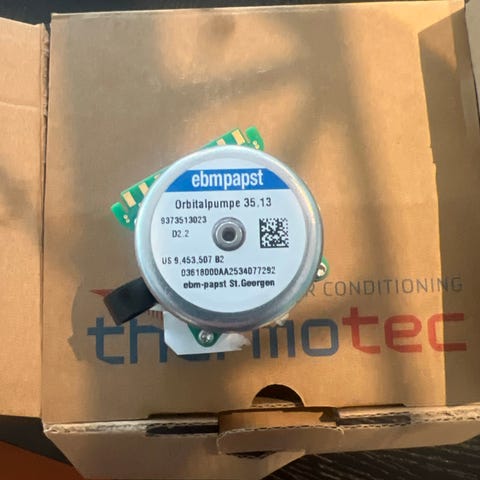 ebmpapst
Orbitalpumpe 35.13
9373513023
D2.2
US 9,453,507 B2
03618000AA2534077292
ebm-papst St.Georgen
CONDITIONING
thermotec